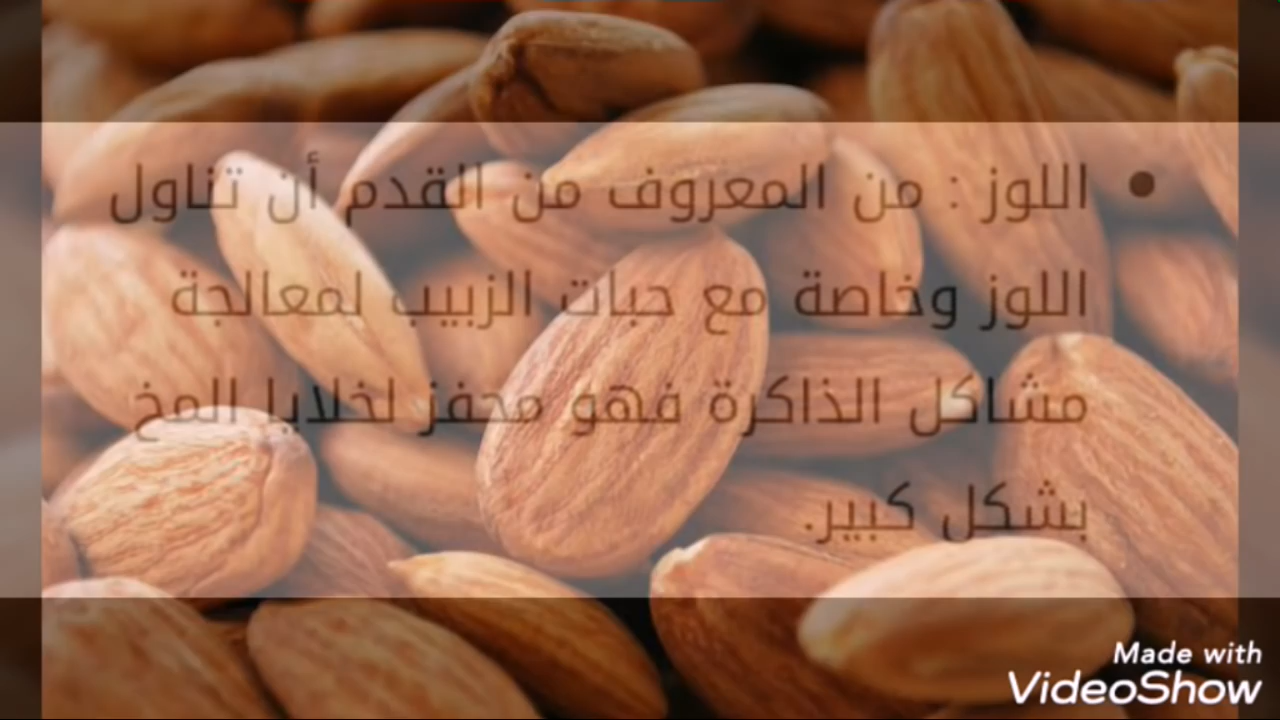 • اللوز : من المعروف من القدم أن تناول
اللوز وخاصة مع حبات الزبيب لمعالجة
مشاكل الذاكرة فهو محفز لخلايا المخ
بشكل كبير.
Made with
VideoShow